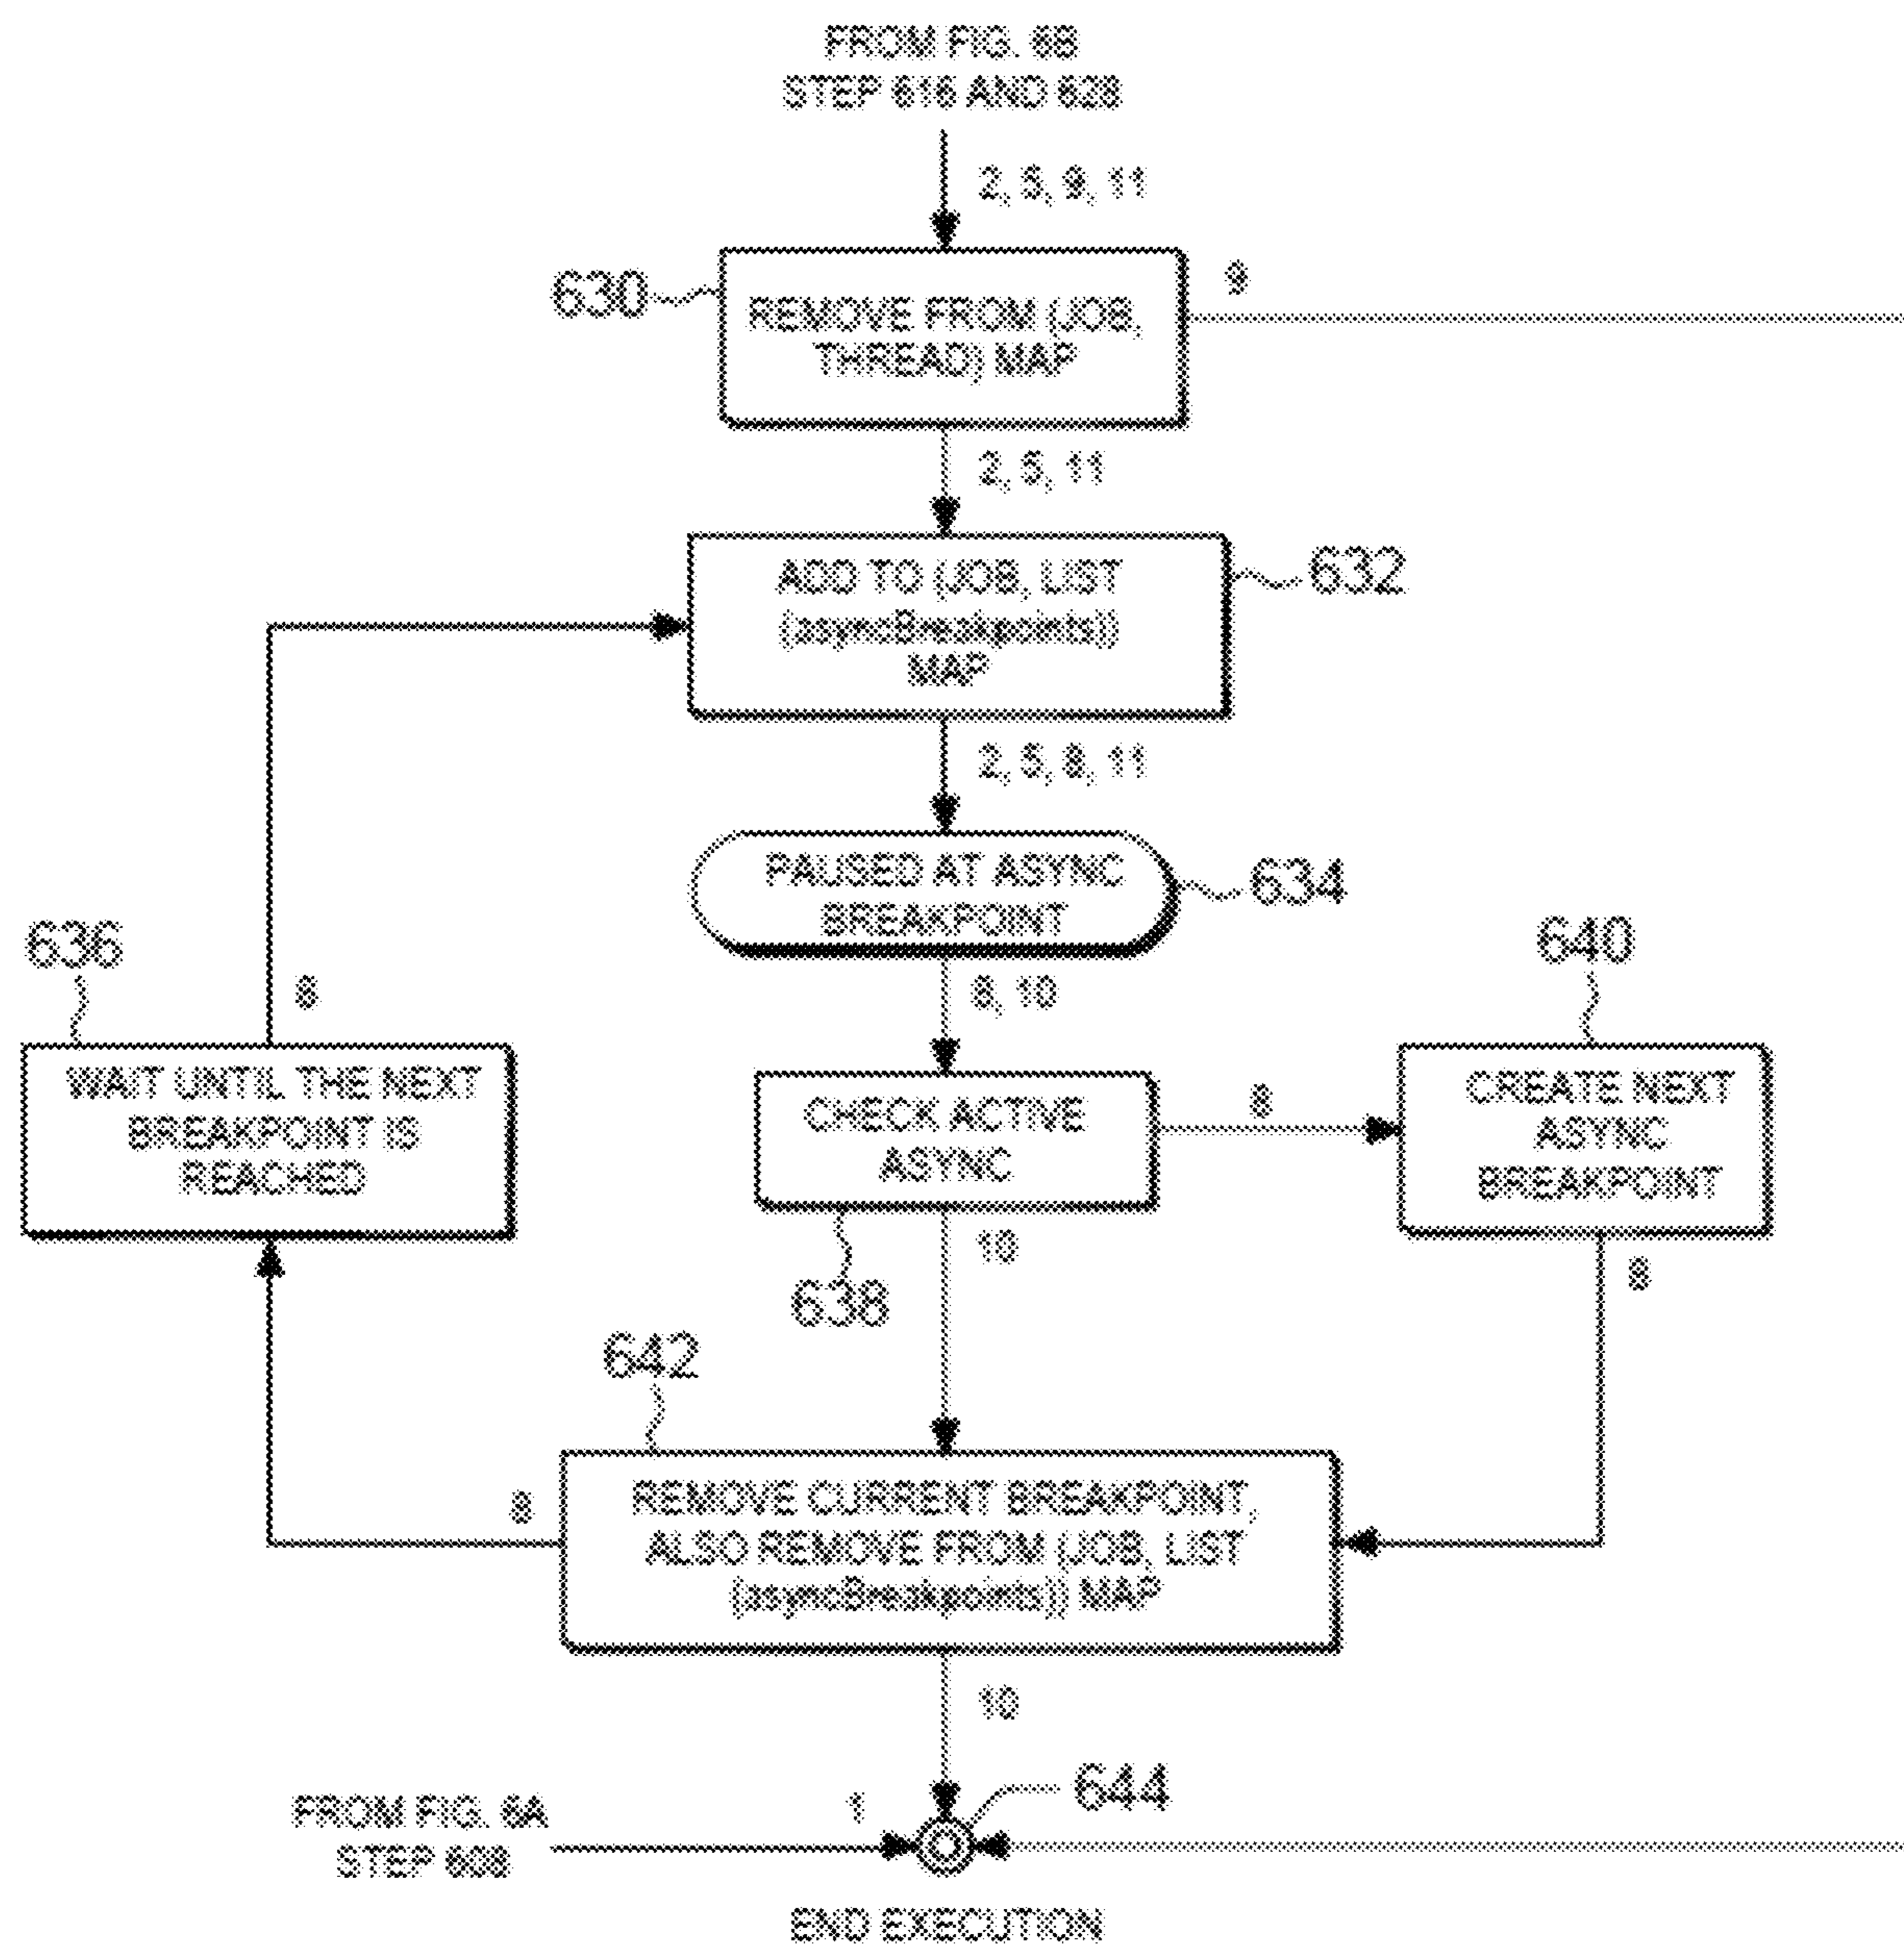 FROM FIG. 6B
STEP 616 AND 628
2, 5, 9, 11
630
9
REMOVE FROM (JOB,
THREAD) MAP
2, 5, 11
632
ADD TO (JOB, LIST
(asyncBreakpoints))
MAP
2, 5, 8, 11
634
PAUSED AT ASYNC
BREAKPOINT
636
8
8, 10
640
WAIT UNTIL THE NEXT
BREAKPOINT IS
REACHED
CHECK ACTIVE
ASYNC
8
CREATE NEXT
ASYNC
BREAKPOINT
638
10
8
642
8
REMOVE CURRENT BREAKPOINT,
ALSO REMOVE FROM (JOB, LIST
(asyncBreakpoints)) MAP
10
644
FROM FIG. 6A
STEP 608
1
END EXECUTION